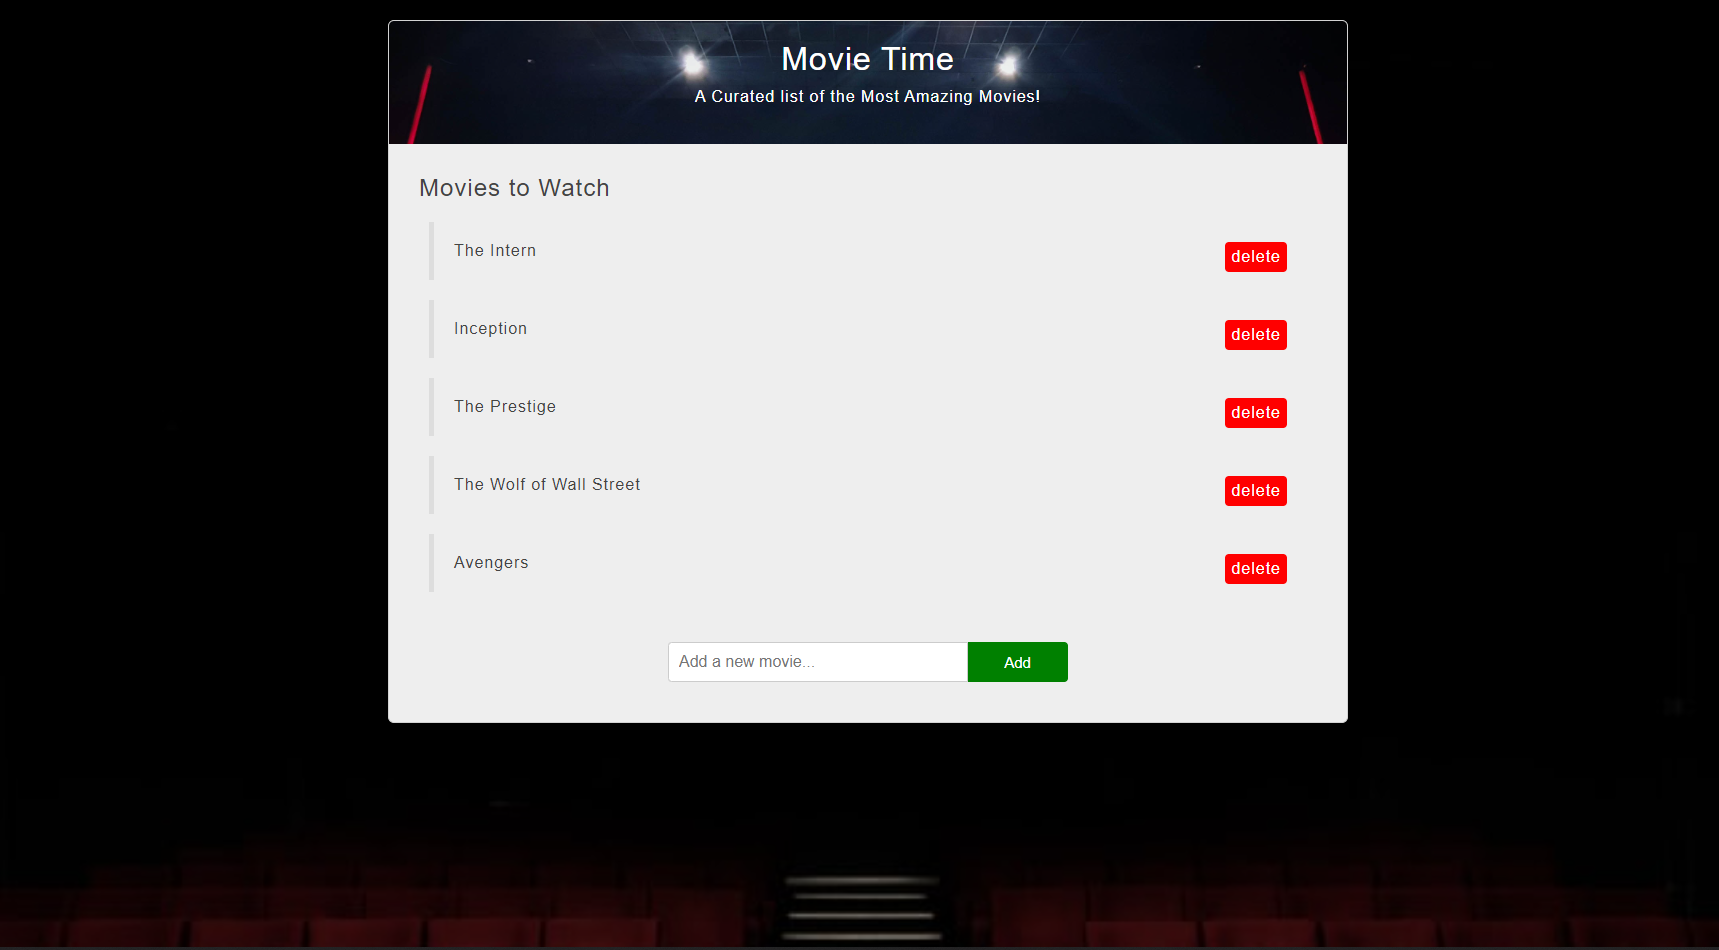 Movie Time
A Curated list of the Most Amazing Movies!
Movies to Watch
The Intern
delete
Inception
delete
The Prestige
delete
The Wolf of Wall Street
delete
Avengers
delete
Add a new movie...
Add